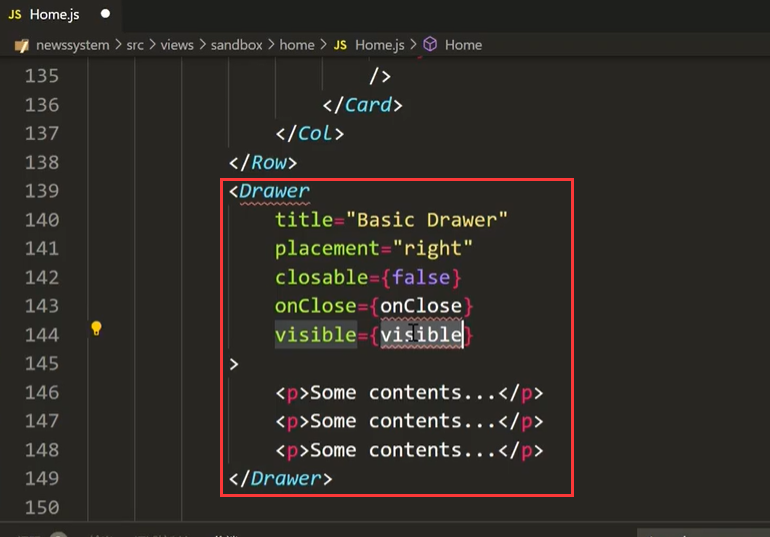 JS Home.js
newssystem > src > views > sandbox > home > JS Home.js > Home
135 />
136 </Card>
137 </Col>
138 </Row>
139 <Drawer
140 title="Basic Drawer"
141 placement="right"
142 closable={false}
143 onClose={onClose}
144 visible={visible}
145 >
146 <p>Some contents...</p>
147 <p>Some contents...</p>
148 <p>Some contents...</p>
149 </Drawer>
150